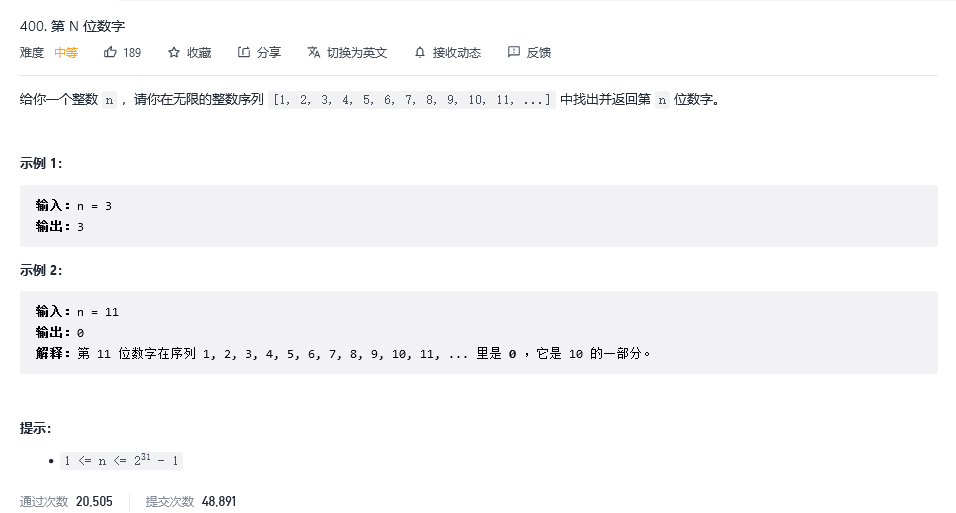 400. 第 N 位数字
难度 中等 189 收藏 分享 切换为英文 接收动态 反馈
给你一个整数 n ，请你在无限的整数序列 [1, 2, 3, 4, 5, 6, 7, 8, 9, 10, 11, ...] 中找出并返回第 n 位数字。
示例 1：
输入：n = 3
输出：3
示例 2：
输入：n = 11
输出：0
解释：第 11 位数字在序列 1, 2, 3, 4, 5, 6, 7, 8, 9, 10, 11, ... 里是 0 ，它是 10 的一部分。
提示：
• 1 <= n <= 2³¹ - 1
通过次数 20,505 提交次数 48,891